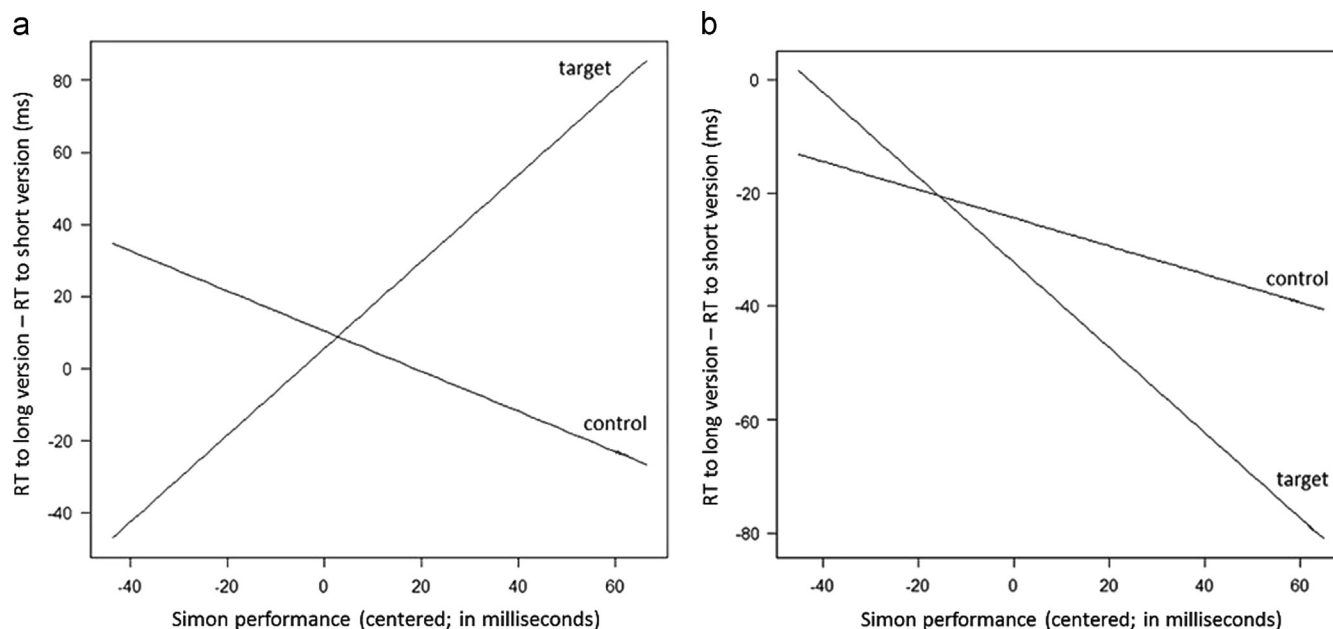 a
RT to long version – RT to short version (ms)
80
60
40
20
0
-20
-40
target
control
-40
-20
0
20
40
60
Simon performance (centered; in milliseconds)
b
RT to long version – RT to short version (ms)
0
-20
-40
-60
-80
control
target
-40
-20
0
20
40
60
Simon performance (centered; in milliseconds)